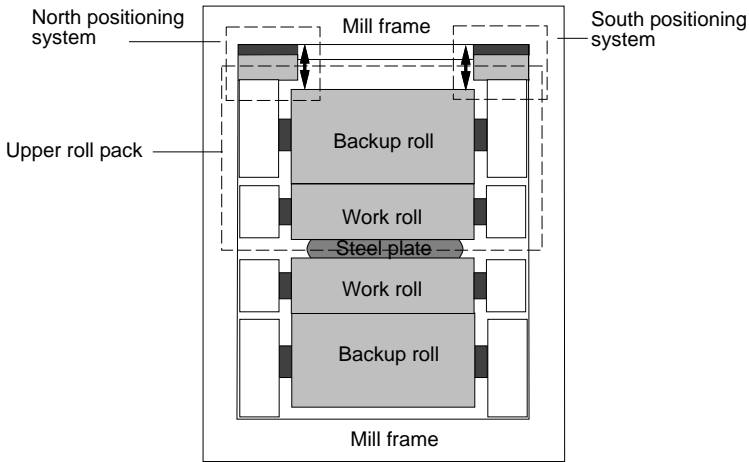 North positioning
system
Mill frame
South positioning
system
Upper roll pack
Backup roll
Work roll
Steel plate
Work roll
Backup roll
Mill frame